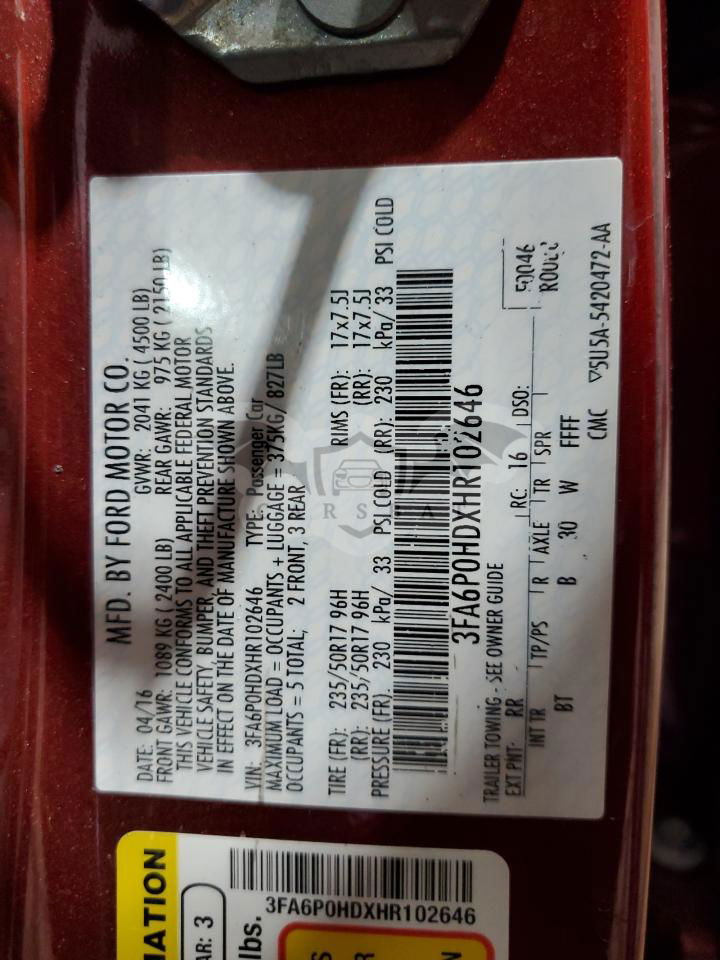 MFD. BY FORD MOTOR CO.
DATE: 04/16 GVWR: 2041 KG ( 4500 LB)
FRONT GAWR: 1089 KG ( 2400 LB) REAR GAWR: 975 KG ( 2150 LB)
THIS VEHICLE CONFORMS TO ALL APPLICABLE FEDERAL MOTOR
VEHICLE SAFETY, BUMPER, AND THEFT PREVENTION STANDARDS
IN EFFECT ON THE DATE OF MANUFACTURE SHOWN ABOVE.
VIN: 3FA6P0HDXHR102646 TYPE: Passenger Car
MAXIMUM LOAD = OCCUPANTS + LUGGAGE = 375KG/ 827LB
OCCUPANTS = 5 TOTAL; 2 FRONT, 3 REAR
TIRE (FR): 235/50R17 96H RIMS (FR): 17x7.5J
(RR): 235/50R17 96H (RR): 17x7.5J
PRESSURE (FR): 230 kPa/ 33 PSI COLD (RR): 230 kPa/ 33 PSI COLD
3FA6P0HDXHR102646
TRAILER TOWING - SEE OWNER GUIDE
EXT PNT: RR RC: 16 DSO:
INT TR TP/PS R AXLE TR SPR
BT B 30 W FFFF
CMC ▽5U5A-5420472-AA
3FA6P0HDXHR102646
AR: 3
lbs.